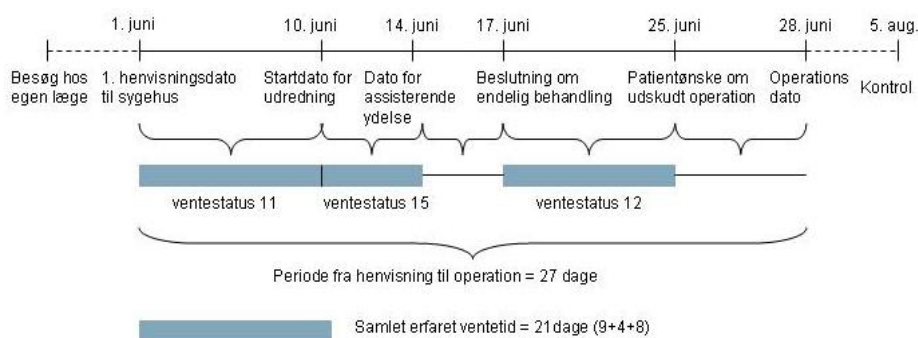 1. juni
10. juni
14. juni
17. juni
25. juni
28. juni
5. aug.
Besøg hos
egen læge
1. henvisningsdato
til sygehus
Startdato for
udredning
Dato for
assisterende
ydelse
Beslutning om
endelig behandling
Patientønske om
udskudt operation
Operations
dato
Kontrol
ventestatus 11
ventestatus 15
ventestatus 12
Periode fra henvisning til operation = 27 dage
Samlet erfaret ventetid = 21 dage (9+4+8)